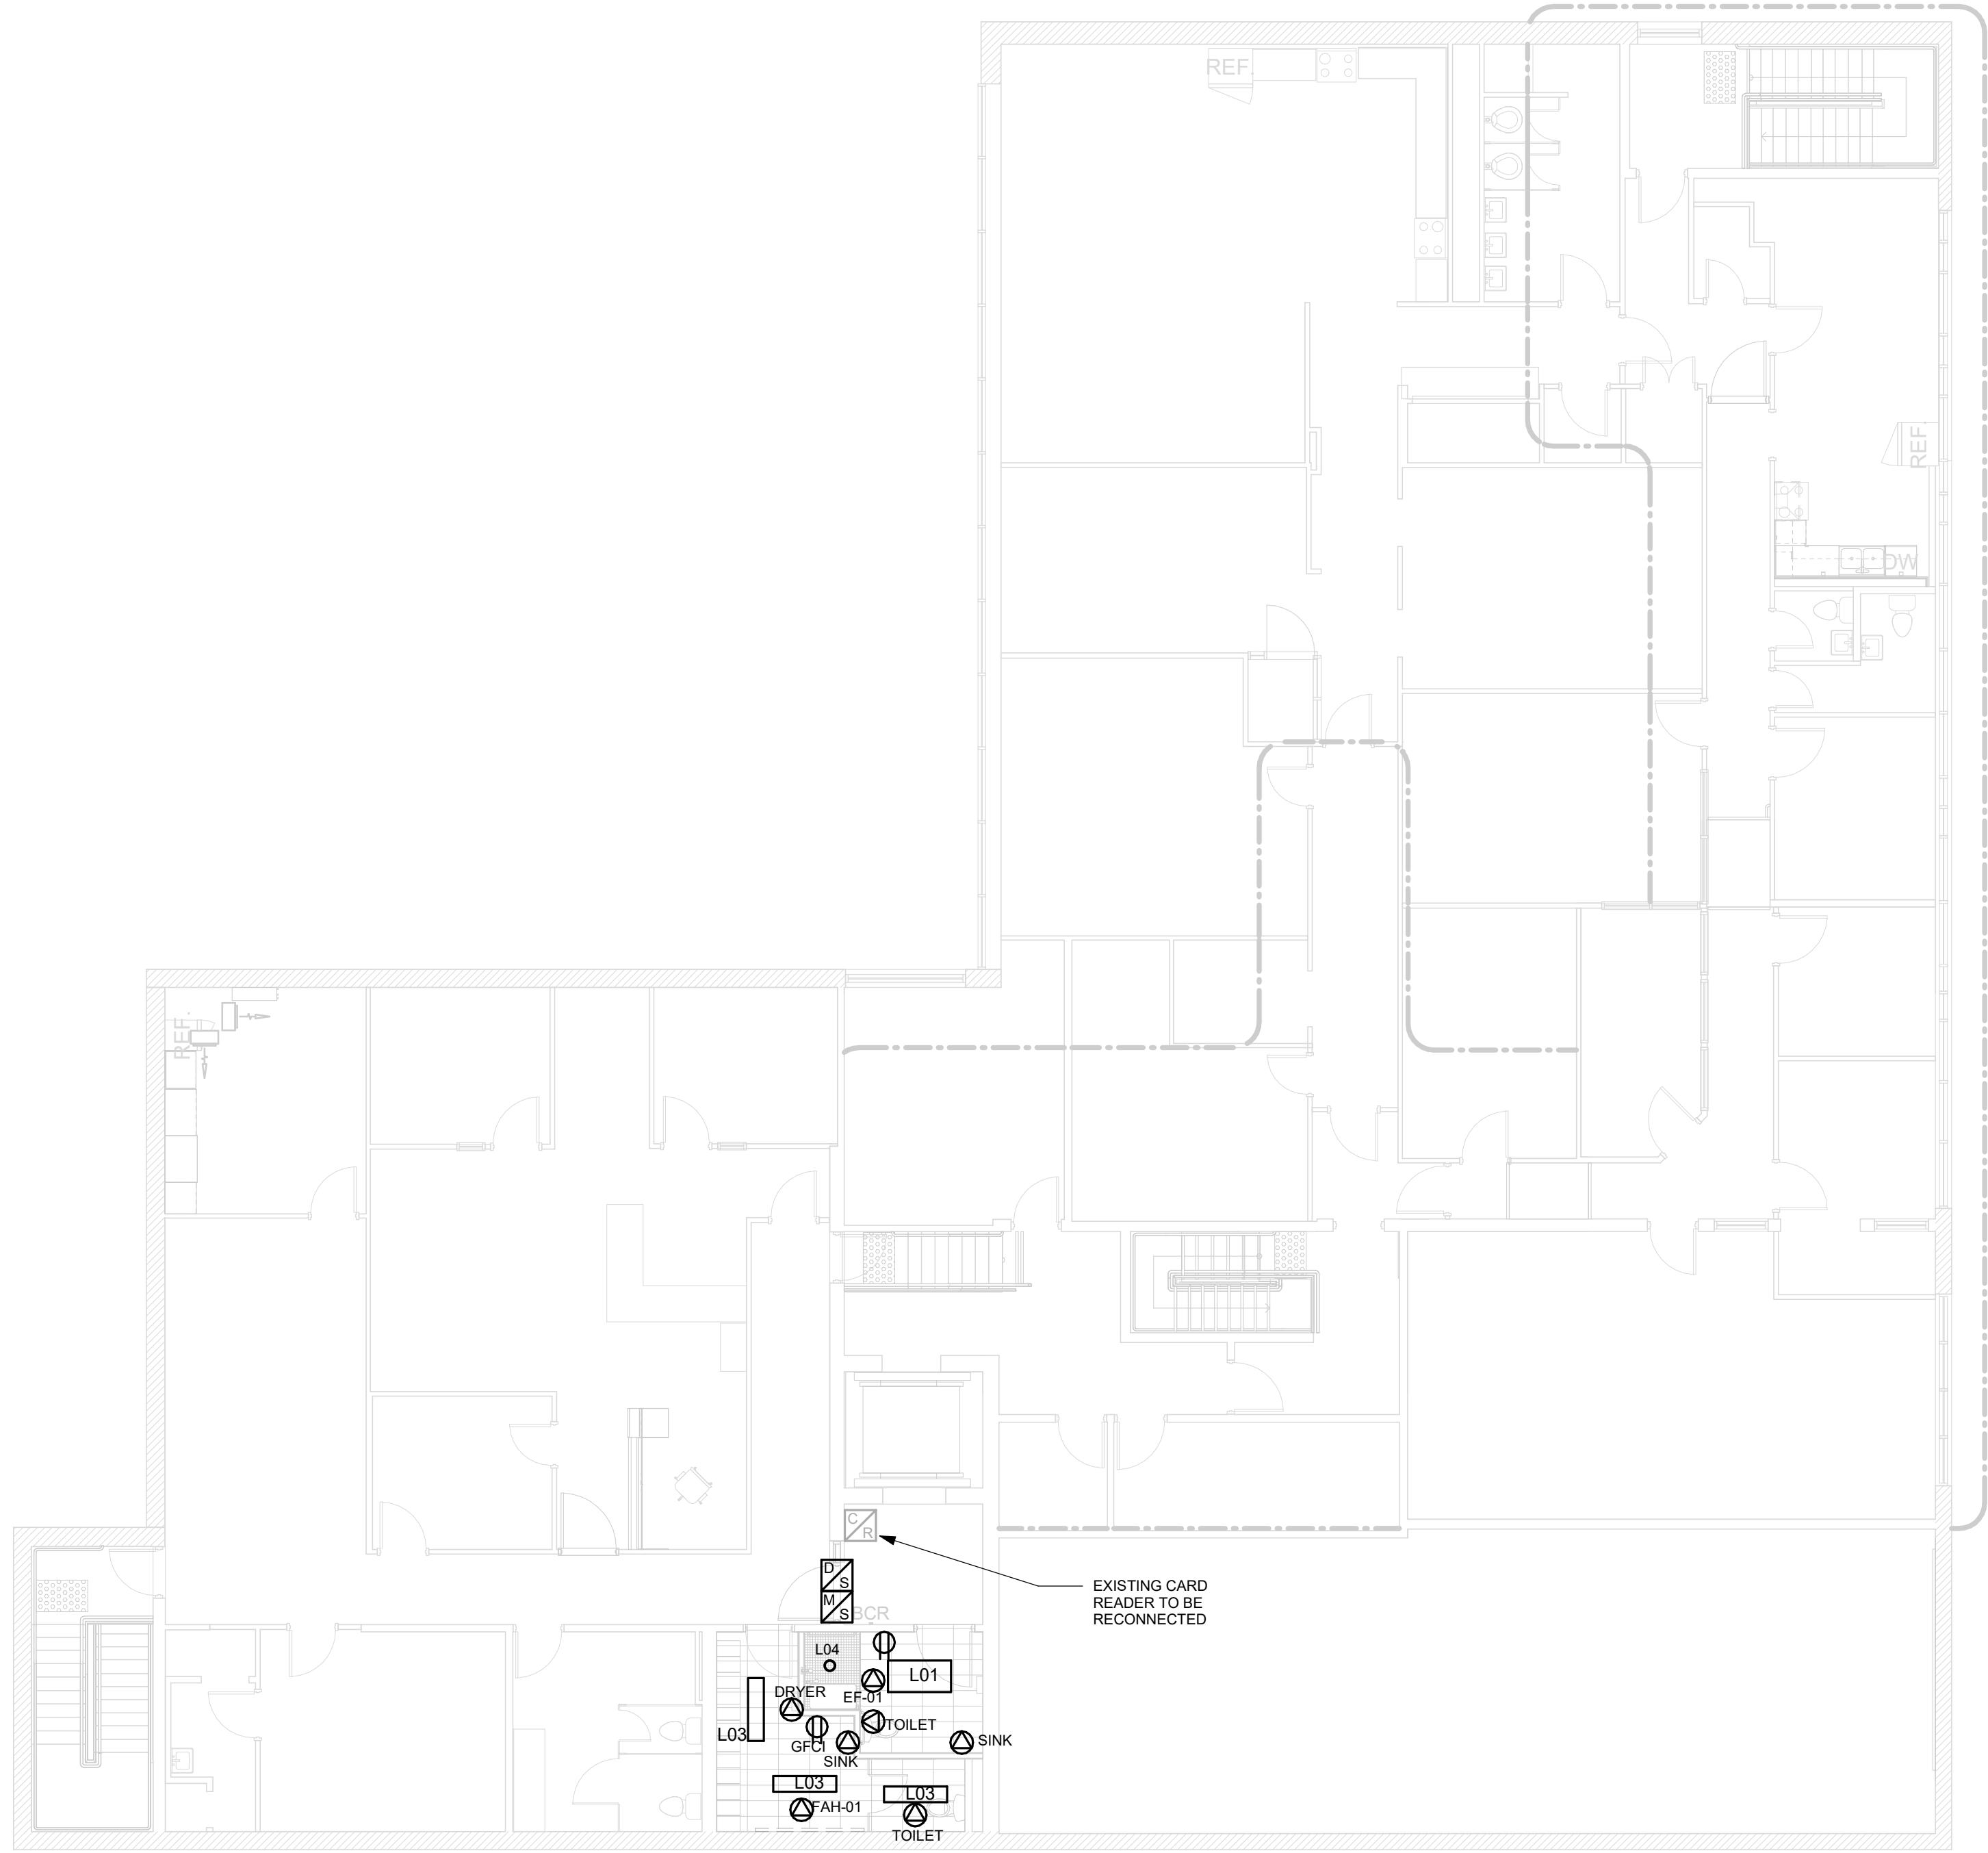 REF.
REF.
DW
REF.
C
R
D
S
M
S
BCR
EXISTING CARD
READER TO BE
RECONNECTED
L04
L01
DRYER
EF-01
L03
TOILET
GFCI
SINK
SINK
L03
L03
FAH-01
TOILET